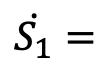 Ṡ₁ =